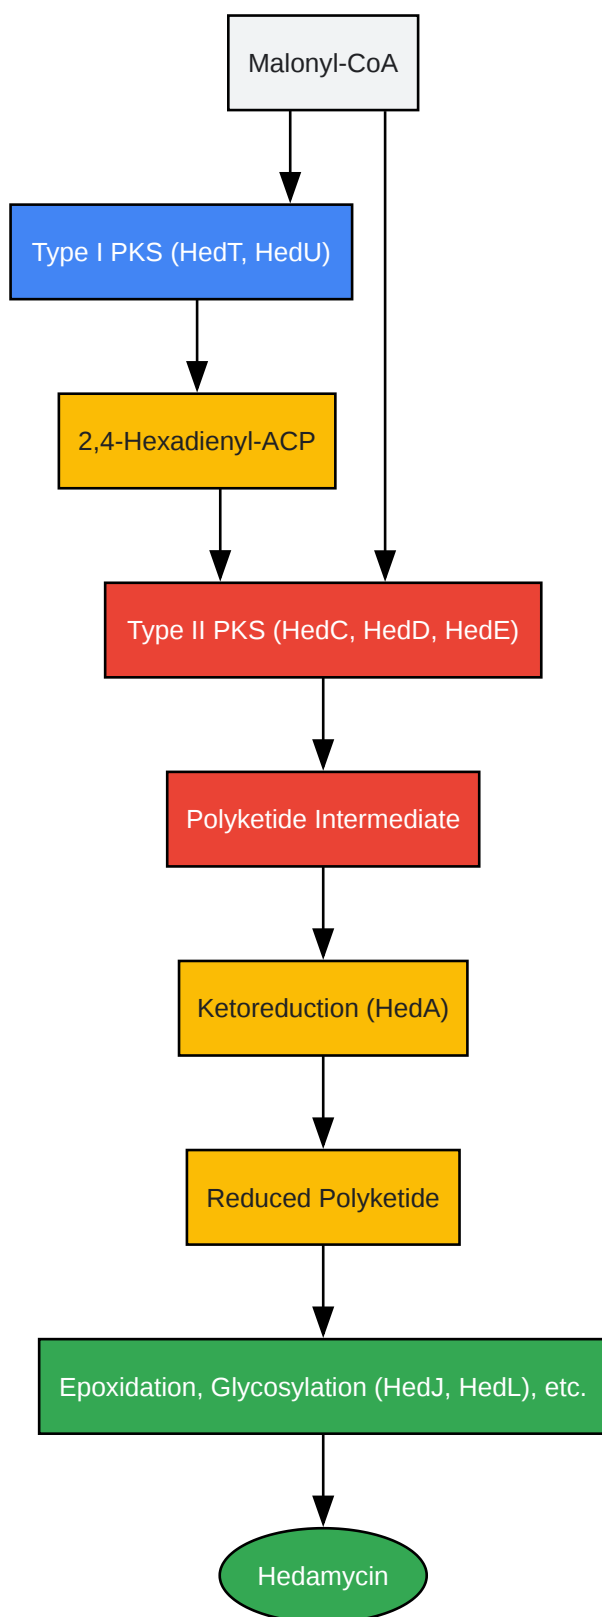 Malonyl-CoA
Type I PKS (HedT, HedU)
2,4-Hexadienyl-ACP
Type II PKS (HedC, HedD, HedE)
Polyketide Intermediate
Ketoreduction (HedA)
Reduced Polyketide
Epoxidation, Glycosylation (HedJ, HedL), etc.
Hedamycin